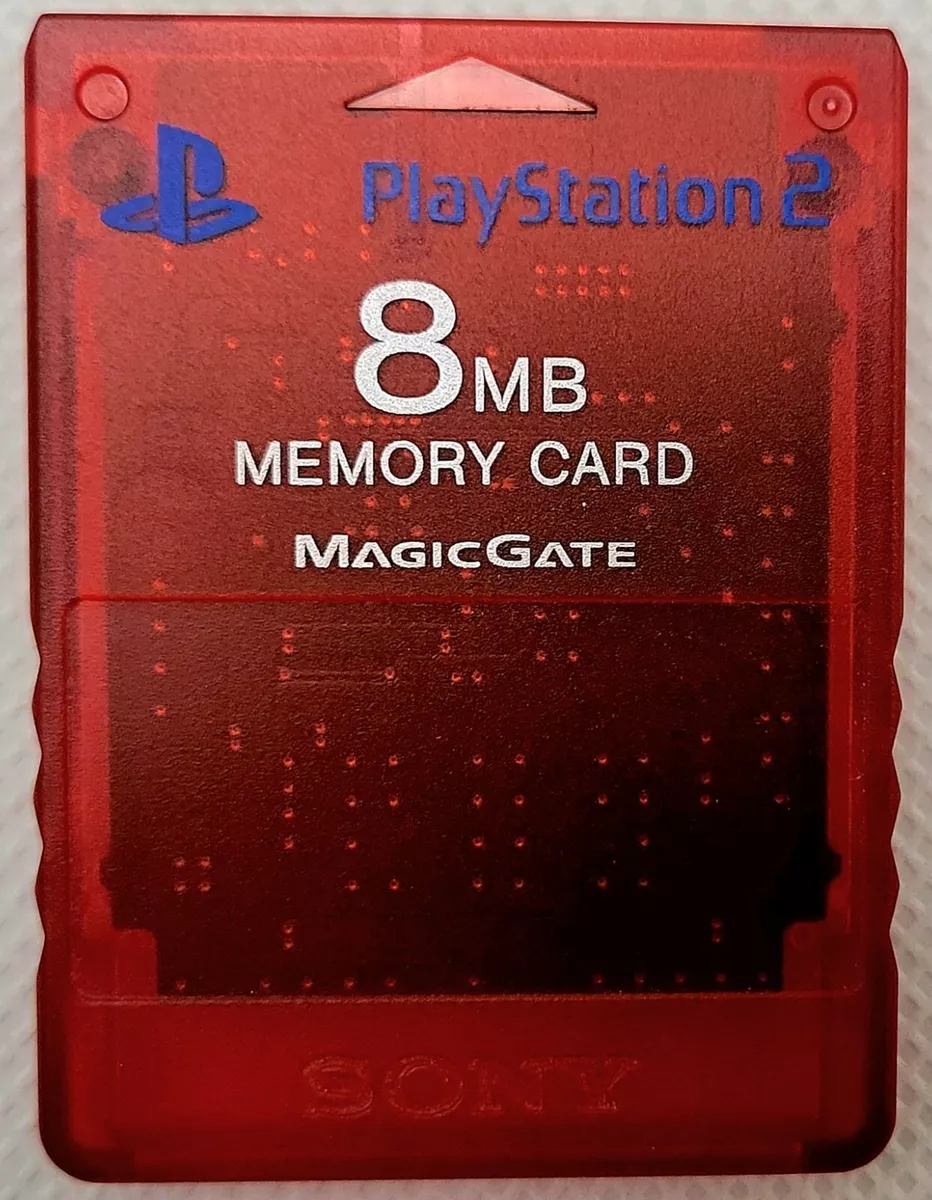 PlayStation 2
8MB
MEMORY CARD
MAGICGATE
SONY